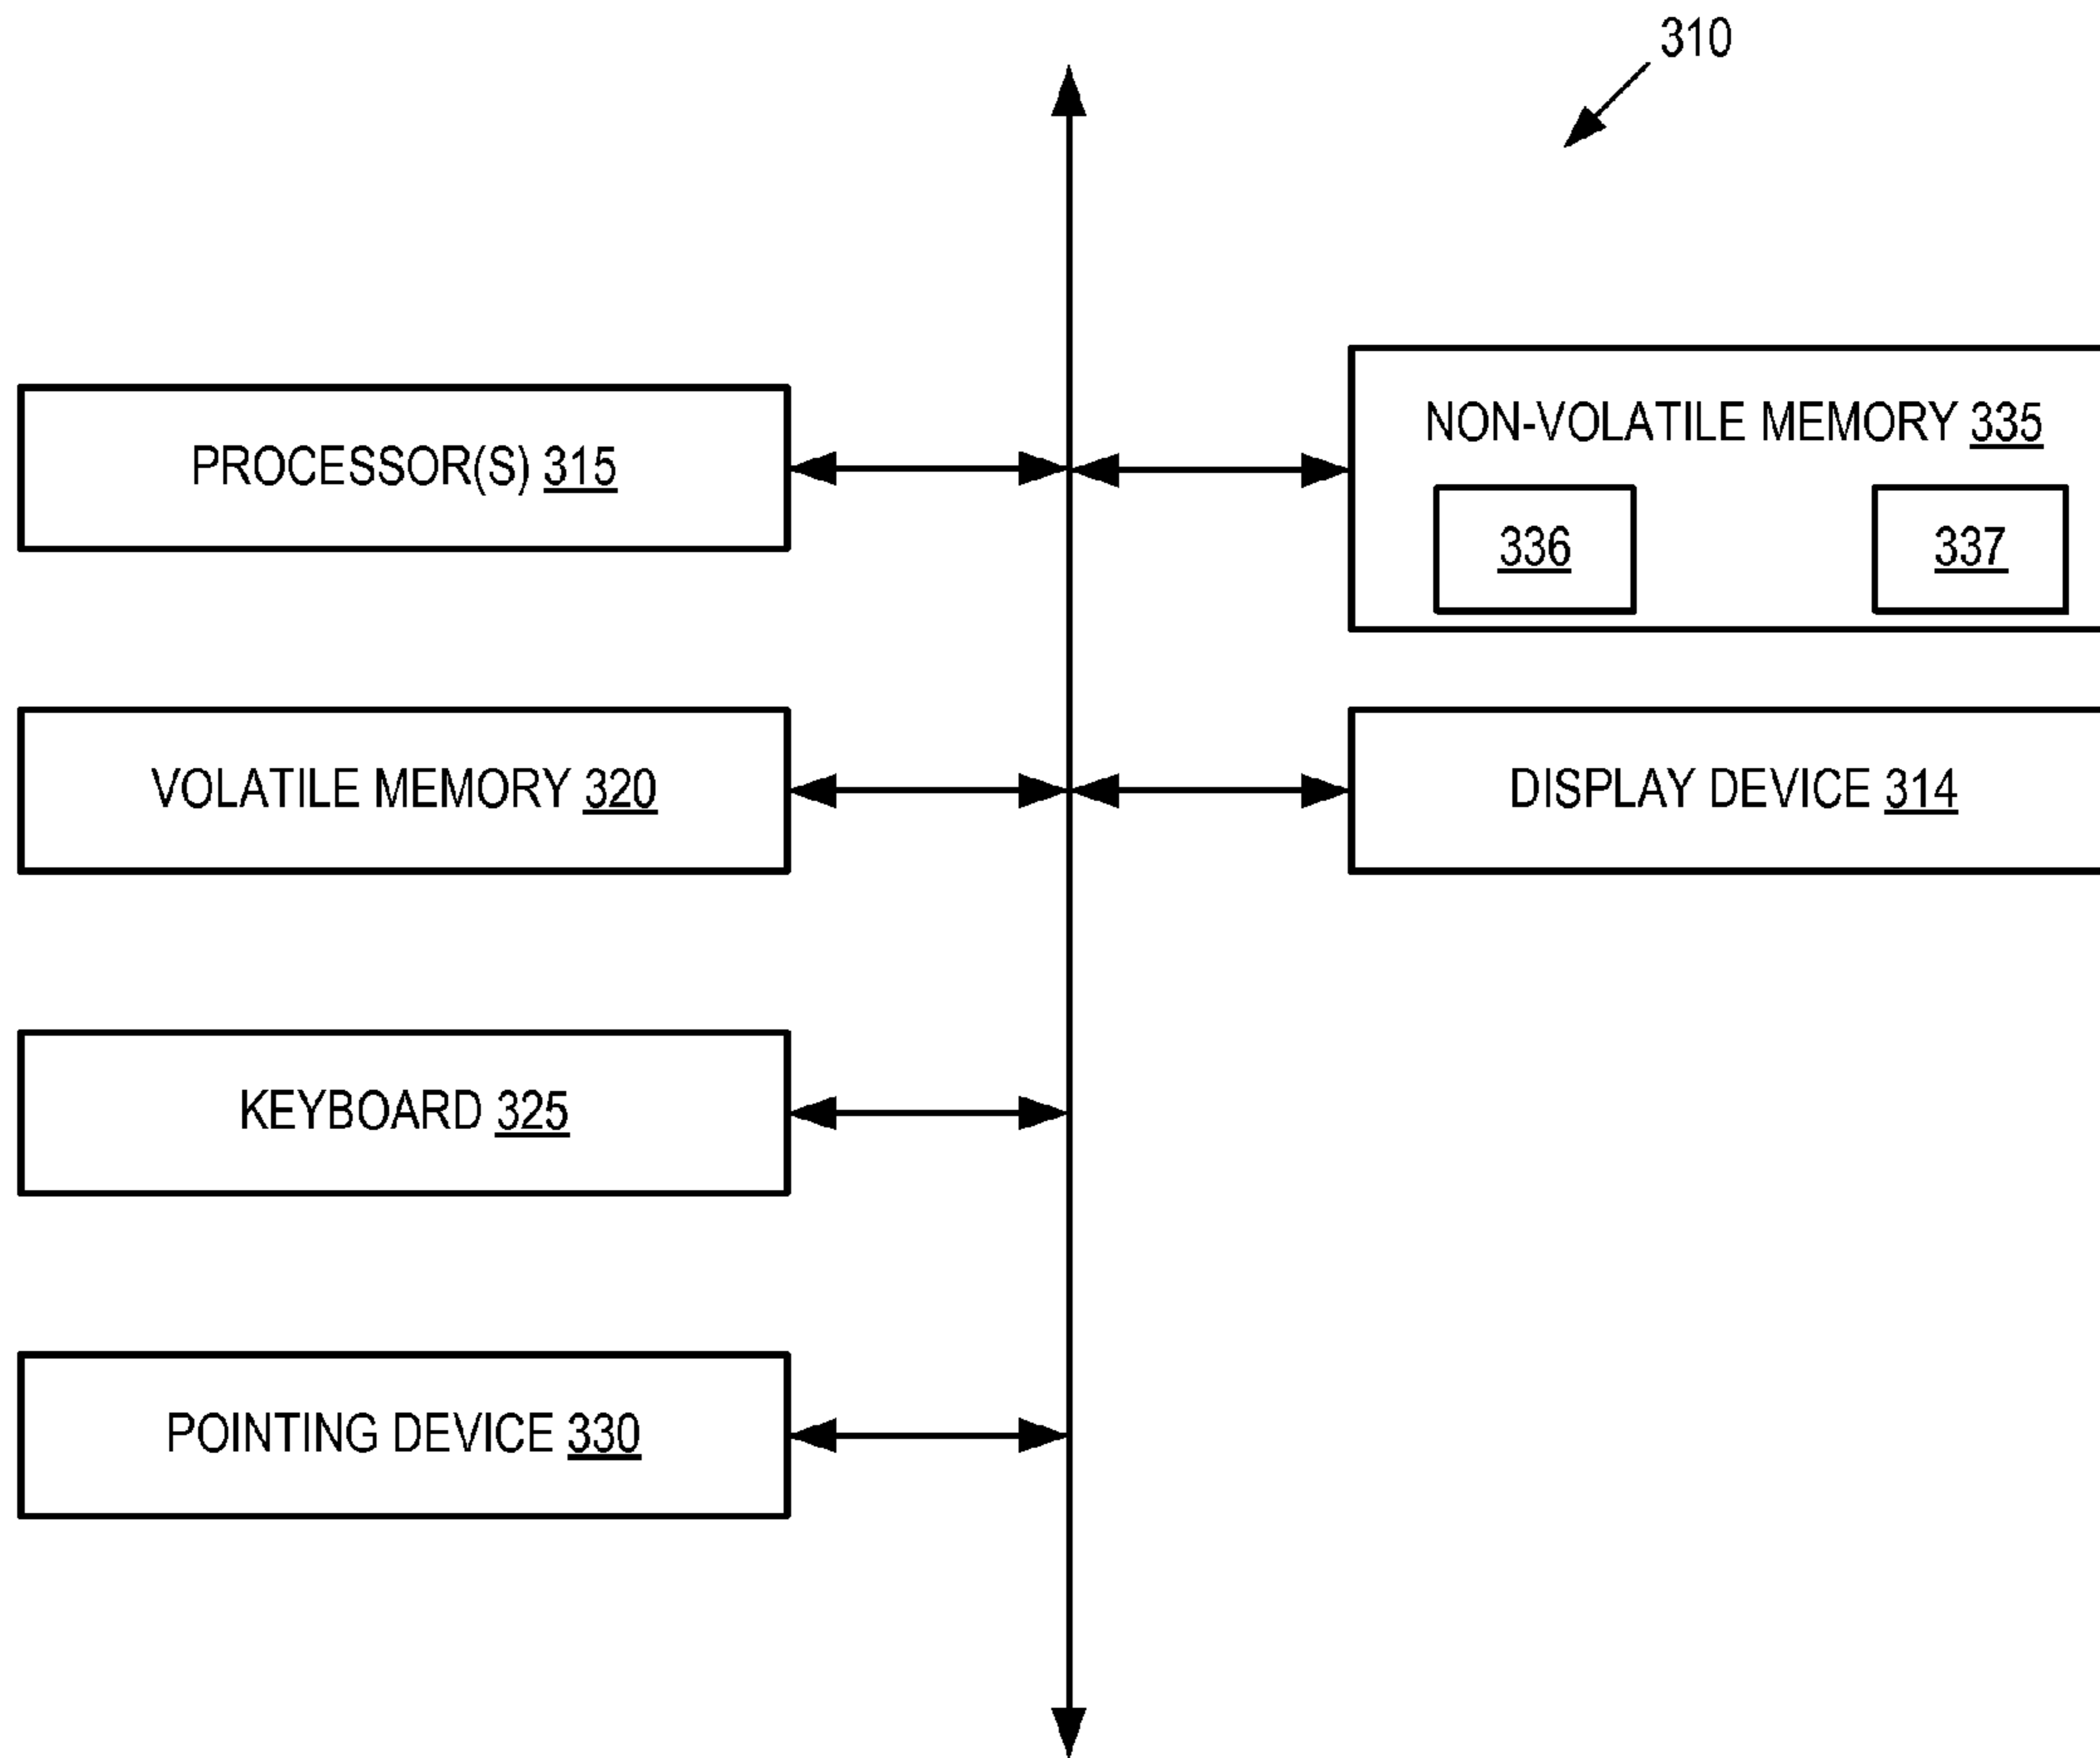 310
PROCESSOR(S) 315
NON-VOLATILE MEMORY 335
336
337
VOLATILE MEMORY 320
DISPLAY DEVICE 314
KEYBOARD 325
POINTING DEVICE 330